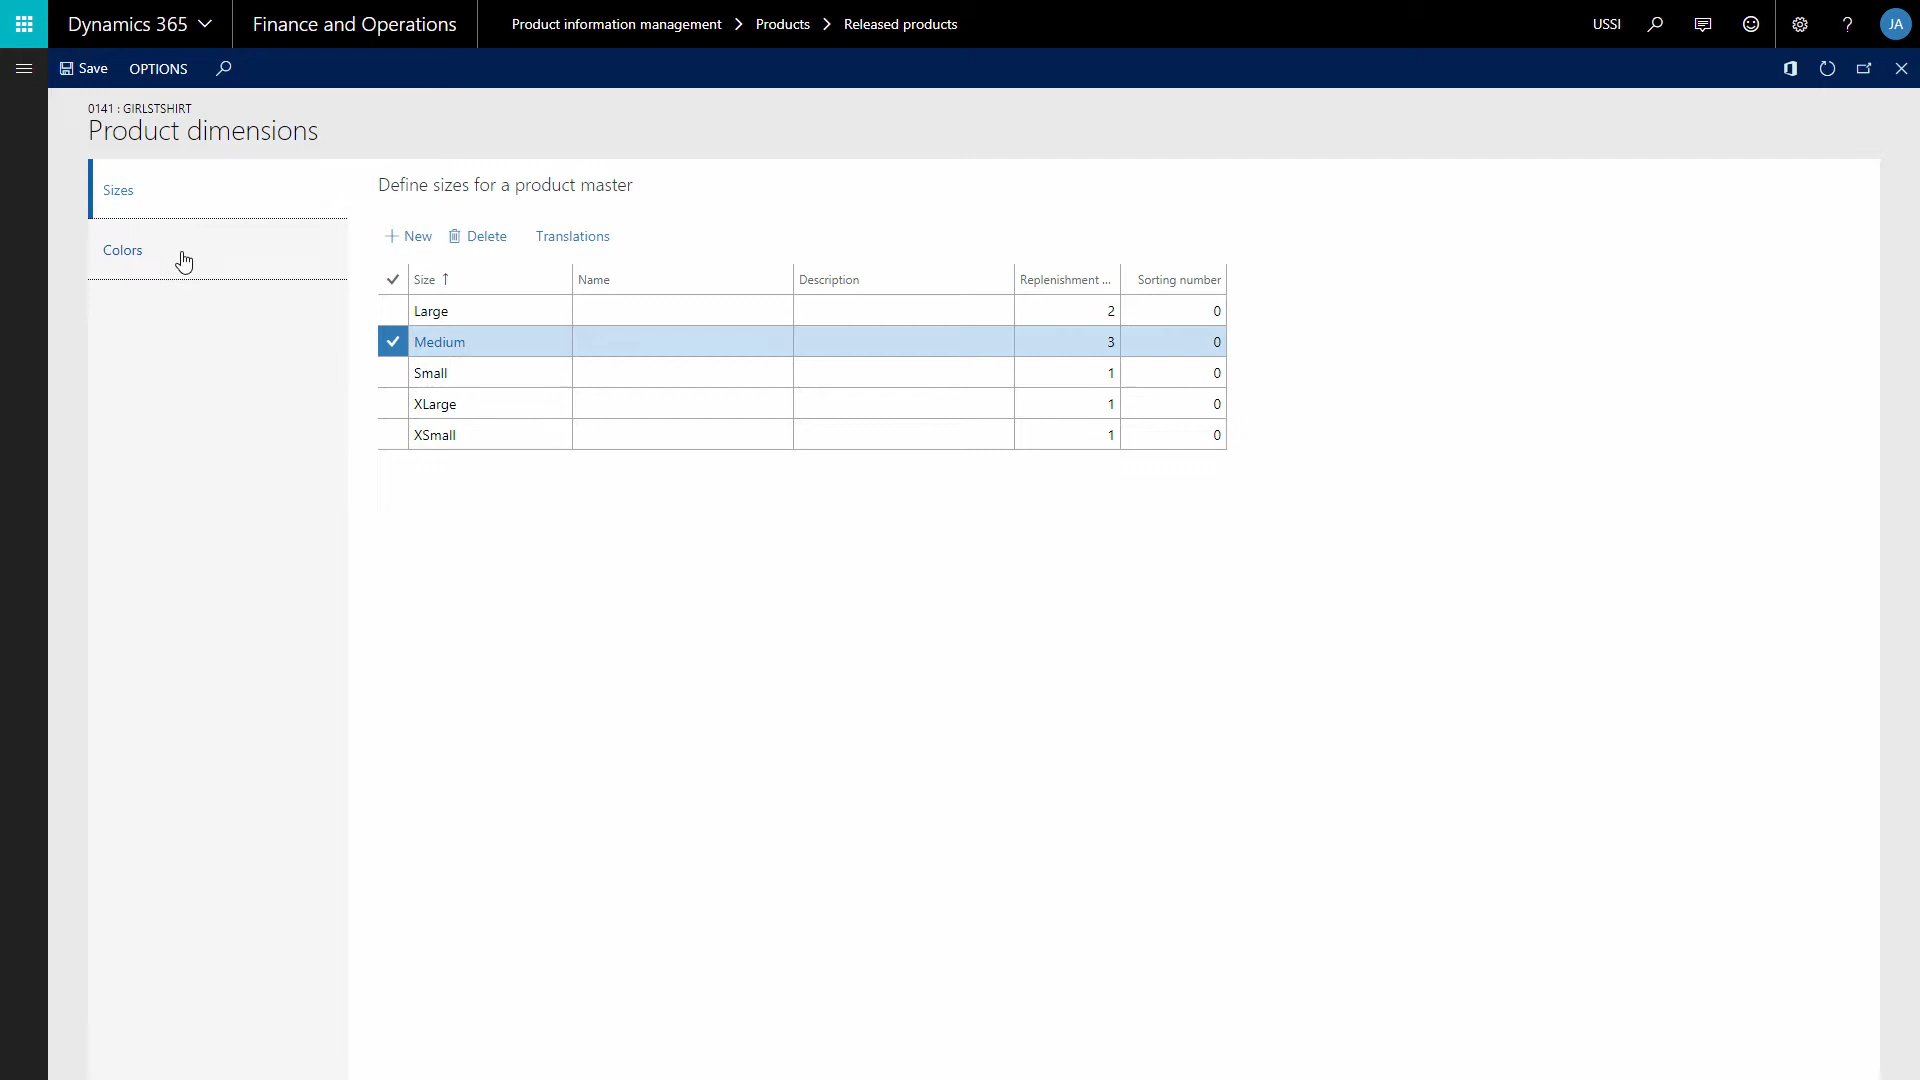 Dynamics 365 Finance and Operations Product information management Products Released products USSI ? JA
Save OPTIONS
0141 : GIRLSTSHIRT
Product dimensions
Sizes
Colors
Define sizes for a product master
New Delete Translations
Size Name Description Replenishment ... Sorting number
Large 2 0
Medium 3 0
Small 1 0
XLarge 1 0
XSmall 1 0